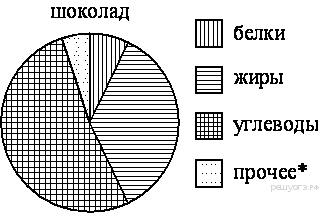 шоколад
белки
жиры
углеводы
прочее*
решуогэ.рф